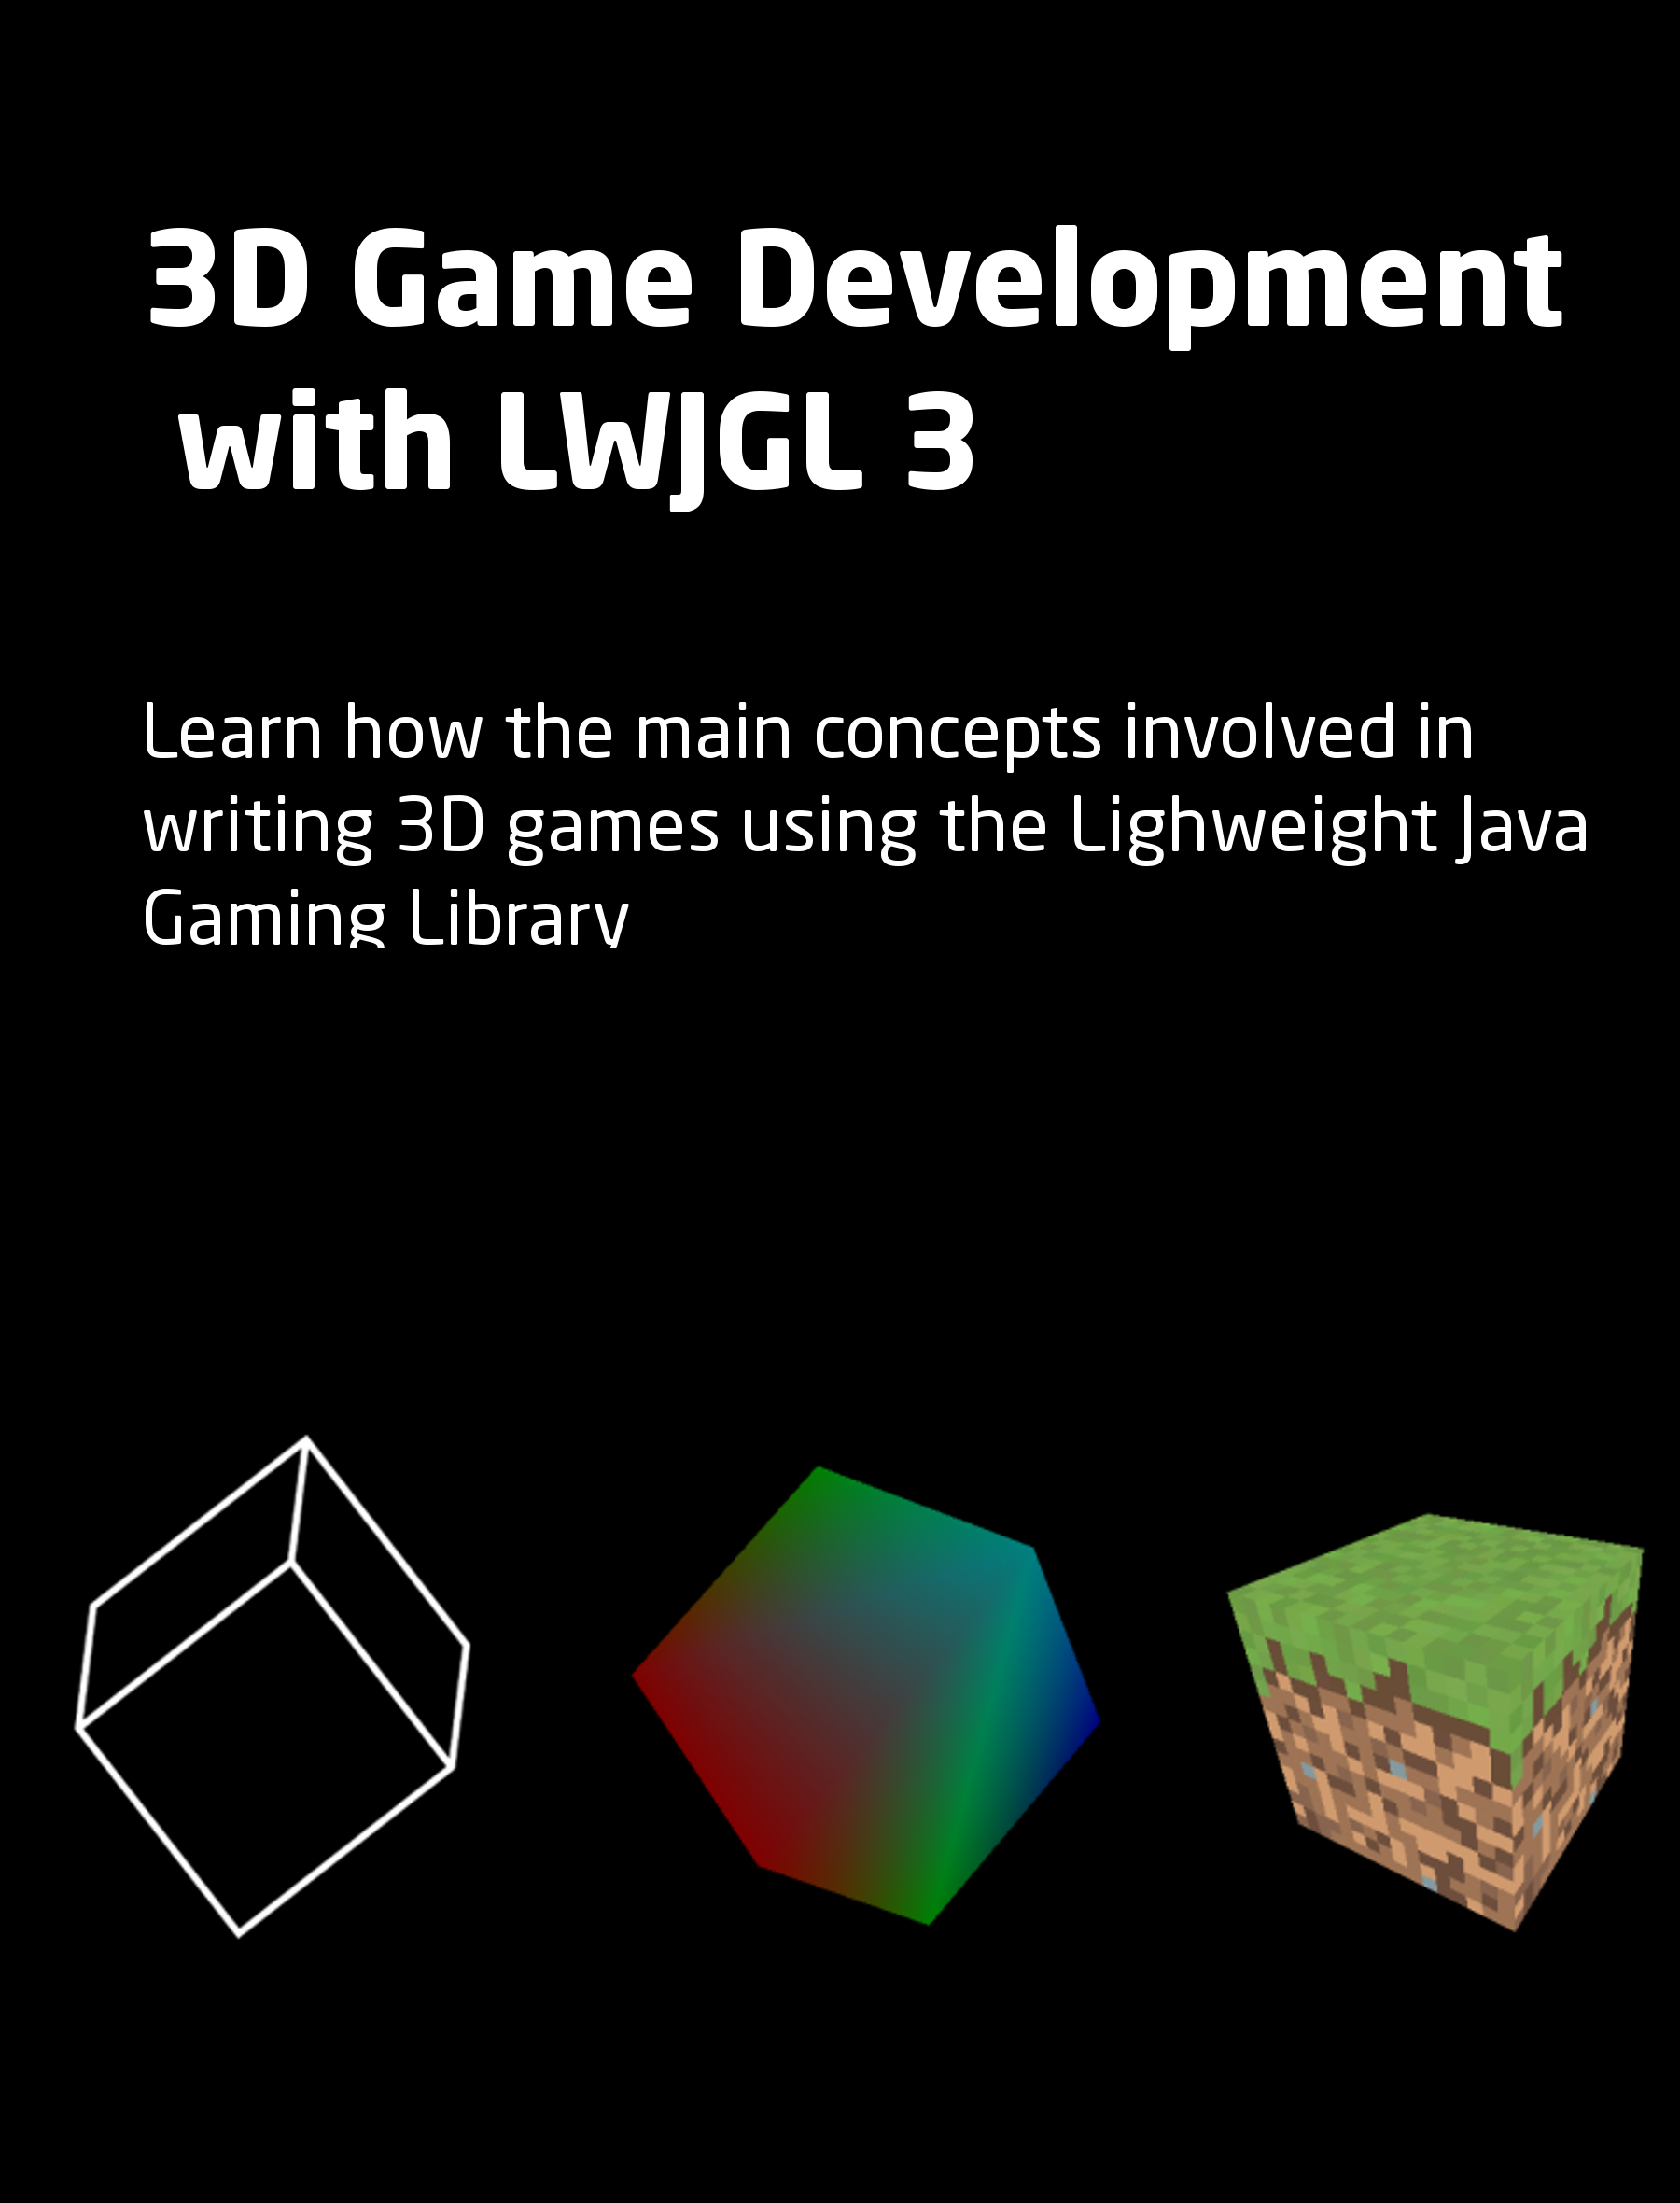 3D Game Development
with LWJGL 3
Learn how the main concepts involved in
writing 3D games using the Lighweight Java
Gaming Library